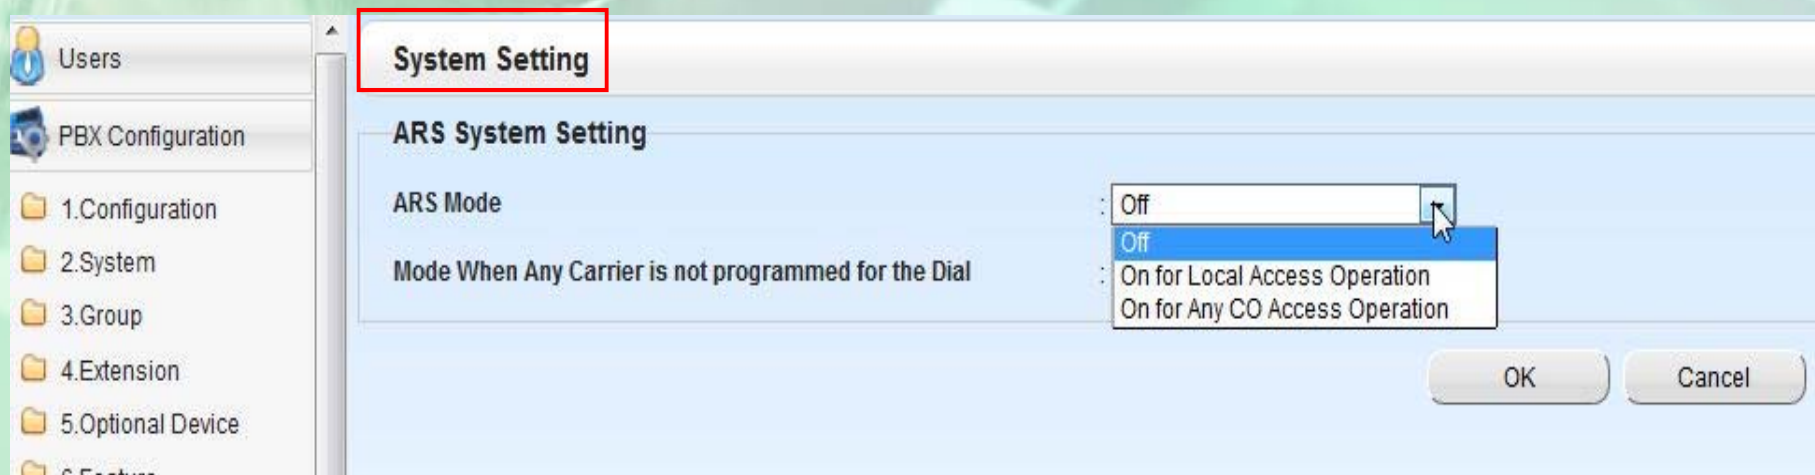 Users
PBX Configuration
1.Configuration
2.System
3.Group
4.Extension
5.Optional Device
System Setting
ARS System Setting
ARS Mode : Off
Off
On for Local Access Operation
On for Any CO Access Operation
Mode When Any Carrier is not programmed for the Dial :
OK Cancel